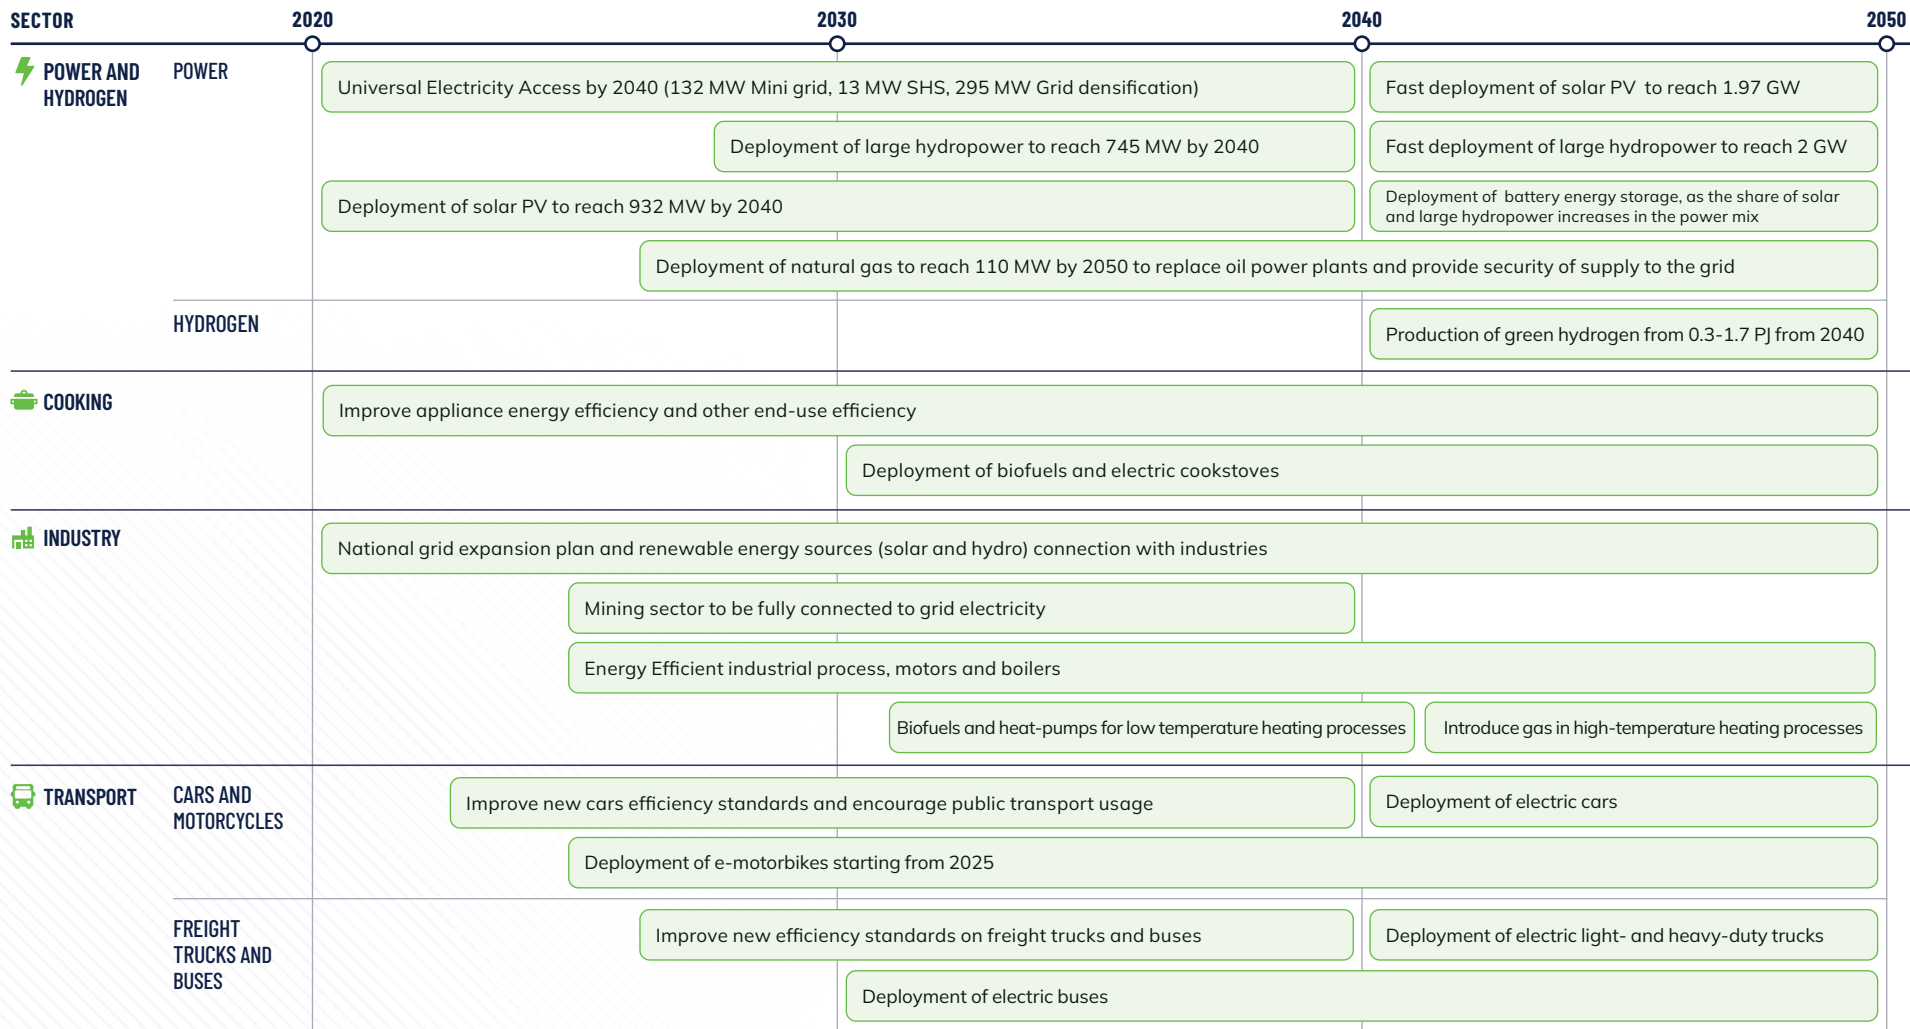 SECTOR
2020
2030
2040
2050
POWER AND
HYDROGEN
POWER
Universal Electricity Access by 2040 (132 MW Mini grid, 13 MW SHS, 295 MW Grid densification)
Fast deployment of solar PV to reach 1.97 GW
Deployment of large hydropower to reach 745 MW by 2040
Fast deployment of large hydropower to reach 2 GW
Deployment of solar PV to reach 932 MW by 2040
Deployment of battery energy storage, as the share of solar
and large hydropower increases in the power mix
Deployment of natural gas to reach 110 MW by 2050 to replace oil power plants and provide security of supply to the grid
HYDROGEN
Production of green hydrogen from 0.3-1.7 PJ from 2040
COOKING
Improve appliance energy efficiency and other end-use efficiency
Deployment of biofuels and electric cookstoves
INDUSTRY
National grid expansion plan and renewable energy sources (solar and hydro) connection with industries
Mining sector to be fully connected to grid electricity
Energy Efficient industrial process, motors and boilers
Biofuels and heat-pumps for low temperature heating processes
Introduce gas in high-temperature heating processes
TRANSPORT
CARS AND
MOTORCYCLES
Improve new cars efficiency standards and encourage public transport usage
Deployment of electric cars
Deployment of e-motorbikes starting from 2025
FREIGHT
TRUCKS AND
BUSES
Improve new efficiency standards on freight trucks and buses
Deployment of electric light- and heavy-duty trucks
Deployment of electric buses